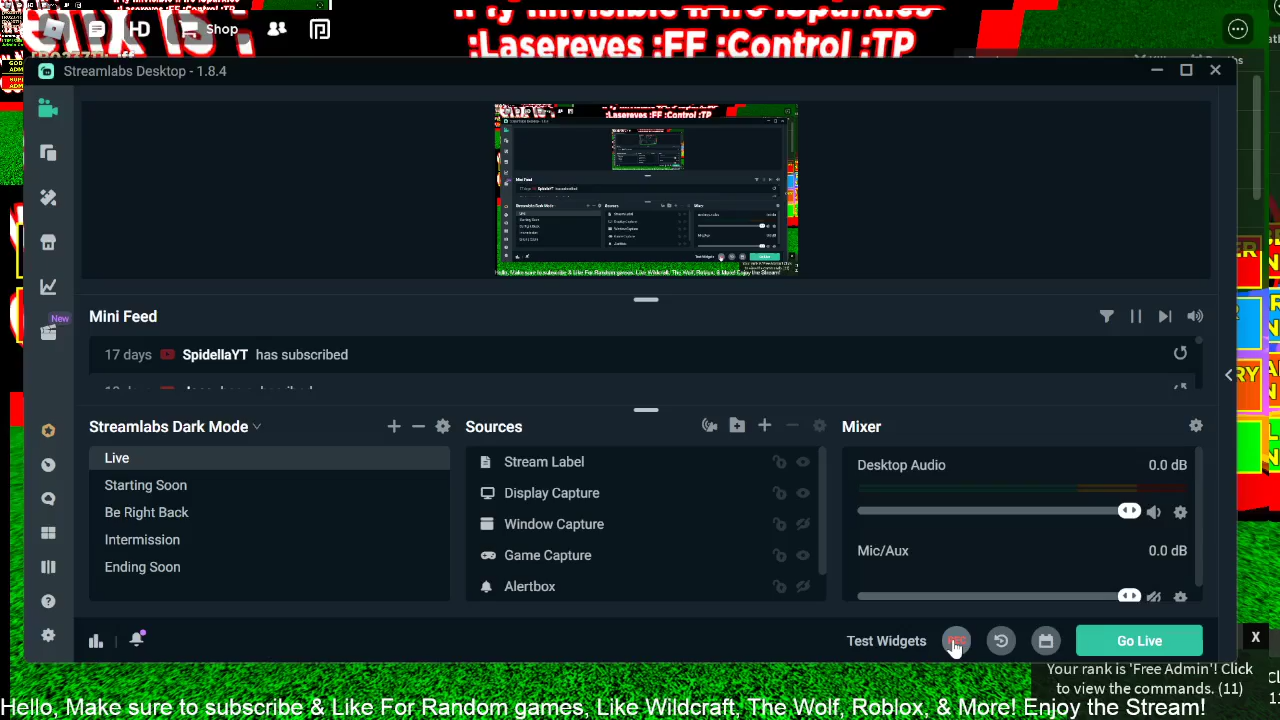 :Lasereyes :FF :Control :TP
HD
Shop
Streamlabs Desktop - 1.8.4
Mini Feed
New
17 days SpidellaYT has subscribed
Streamlabs Dark Mode
Sources
Mixer
Live
Starting Soon
Be Right Back
Intermission
Ending Soon
Stream Label
Display Capture
Window Capture
Game Capture
Alertbox
Desktop Audio 0.0 dB
Mic/Aux 0.0 dB
Test Widgets
REC
Go Live
X
Your rank is 'Free Admin'! Click
to view the commands. (11)
Hello, Make sure to subscribe & Like For Random games, Like Wildcraft, The Wolf, Roblox, & More! Enjoy the Stream!